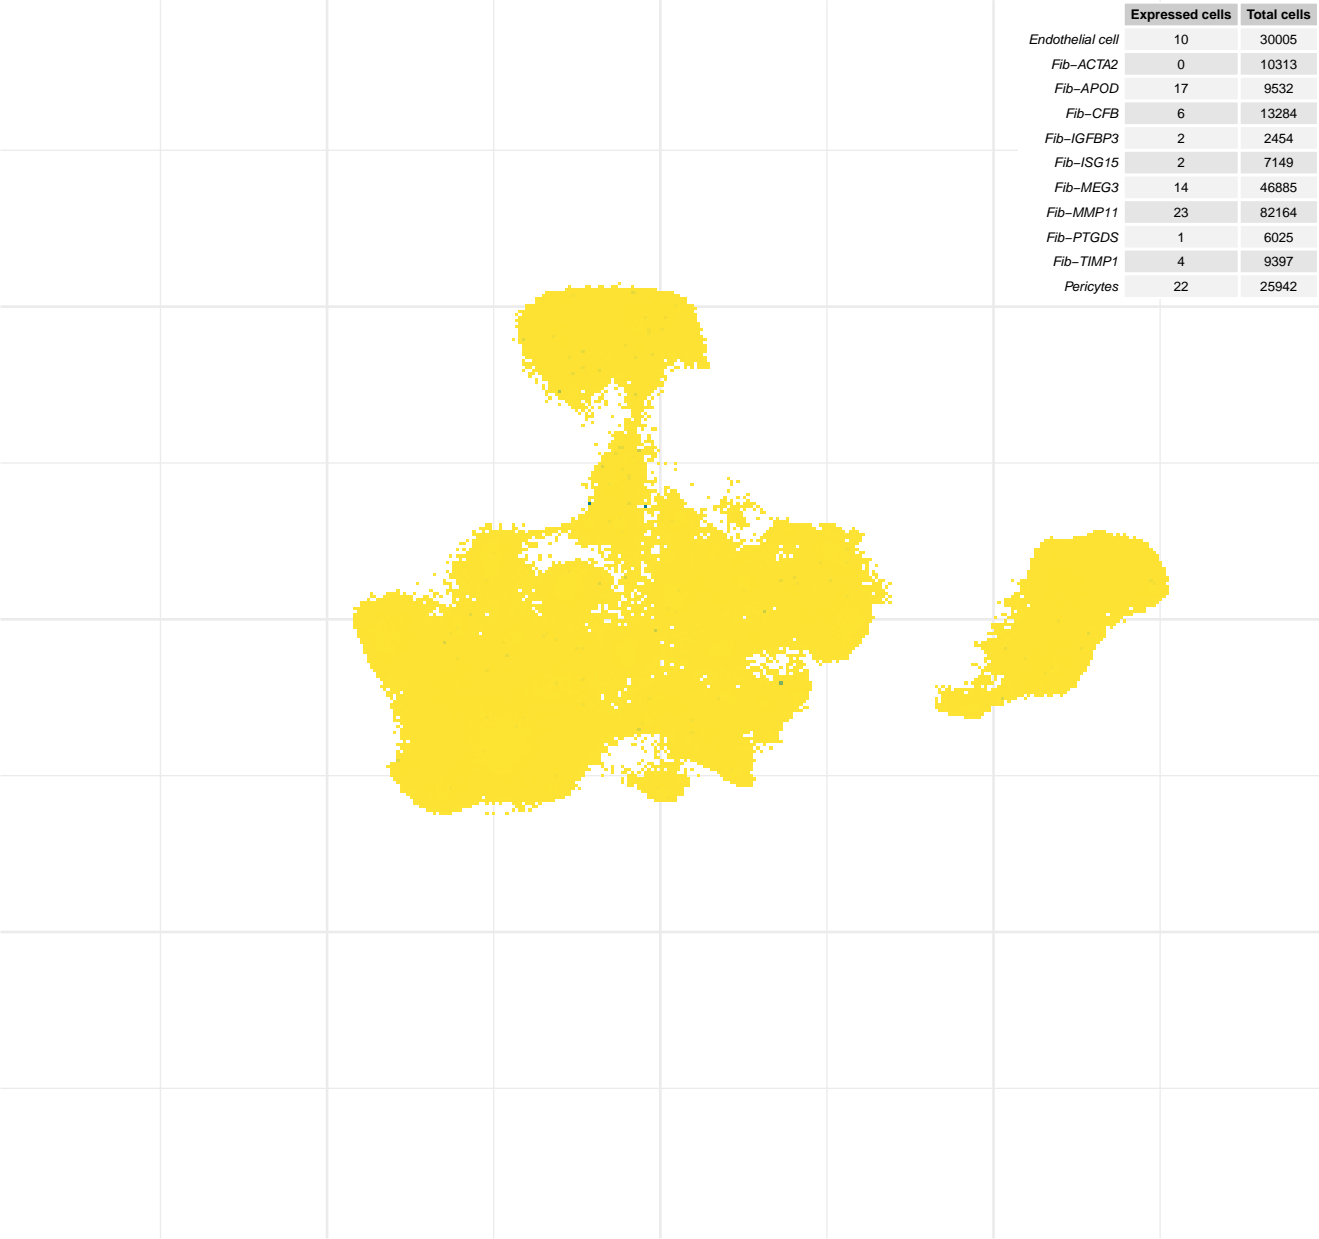 Expressed cells Total cells
Endothelial cell 10 30005
Fib−ACTA2 0 10313
Fib−APOD 17 9532
Fib−CFB 6 13284
Fib−IGFBP3 2 2454
Fib−ISG15 2 7149
Fib−MEG3 14 46885
Fib−MMP11 23 82164
Fib−PTGDS 1 6025
Fib−TIMP1 4 9397
Pericytes 22 25942